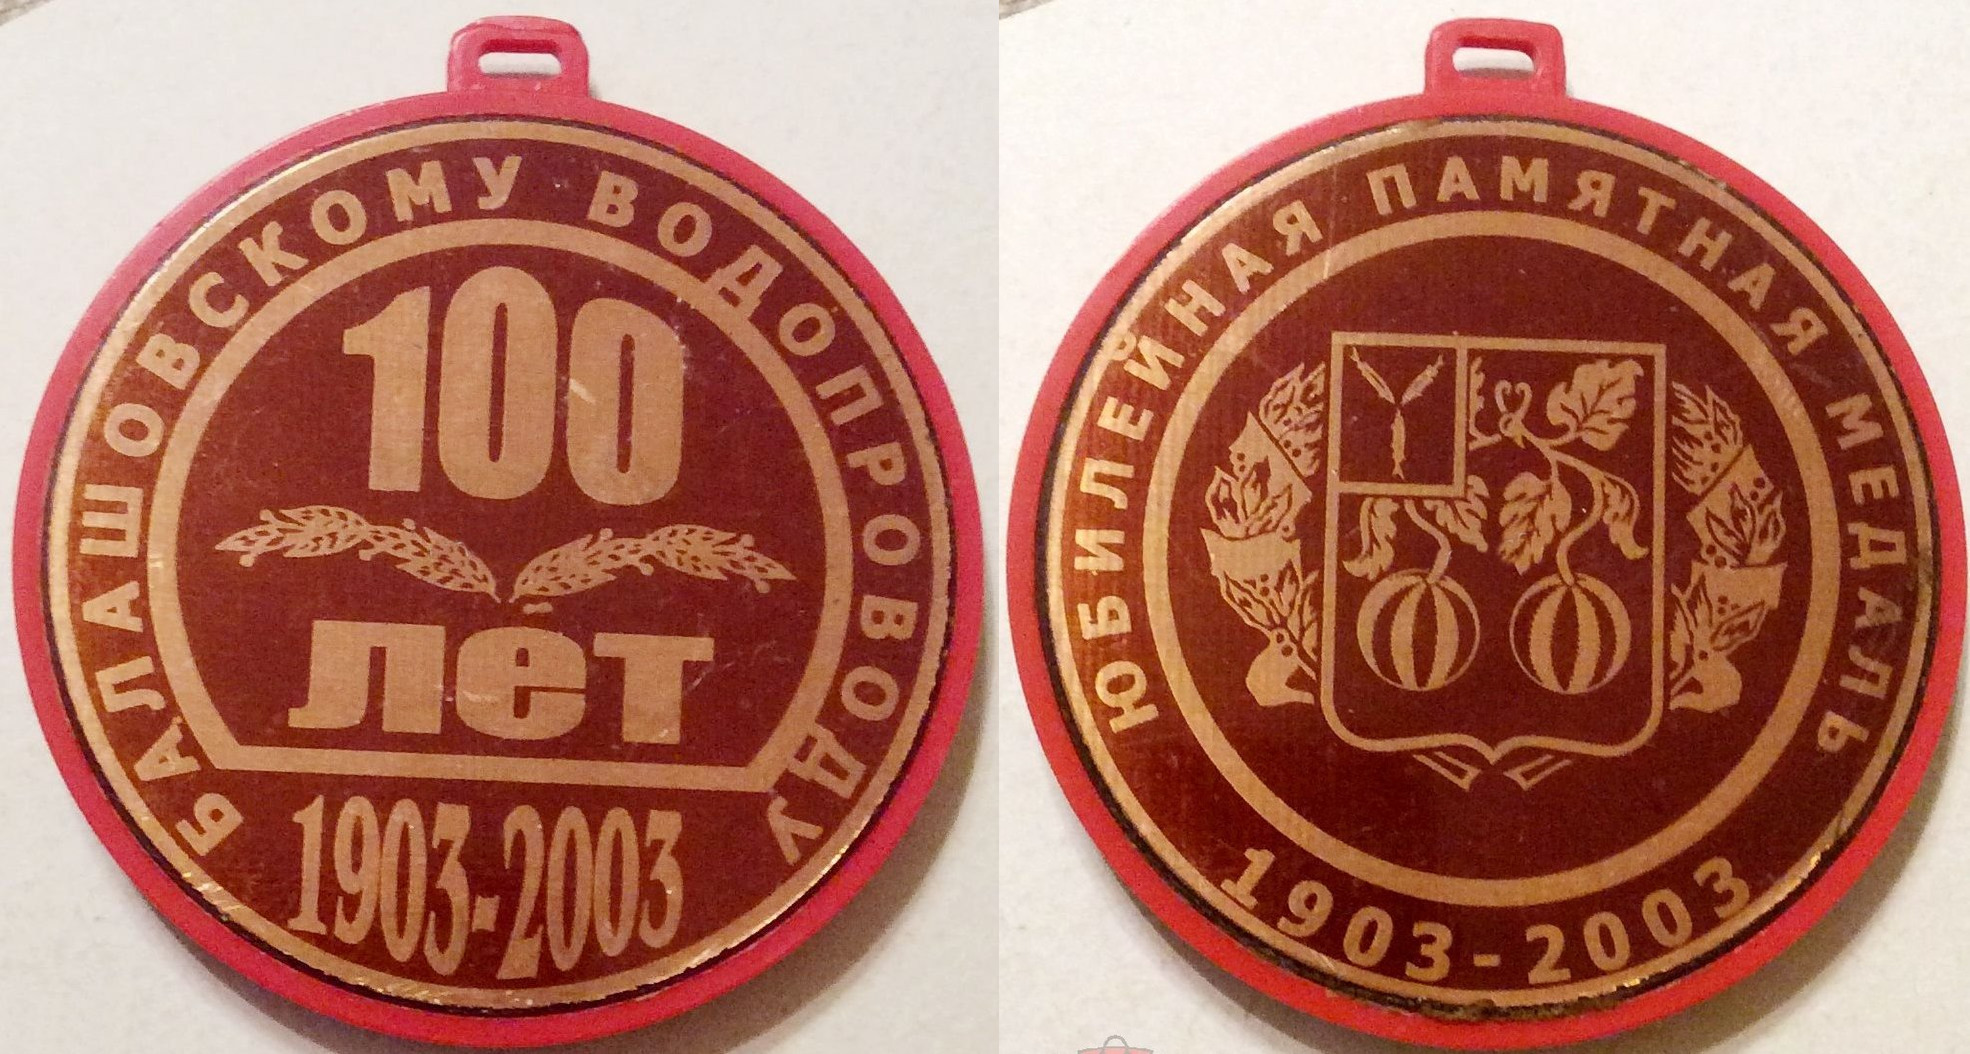 БАЛАШОВСКОМУ ВОДОПРОВОДУ
100
лет
1903-2003
ЮБИЛЕЙНАЯ ПАМЯТНАЯ МЕДАЛЬ
1903-2003